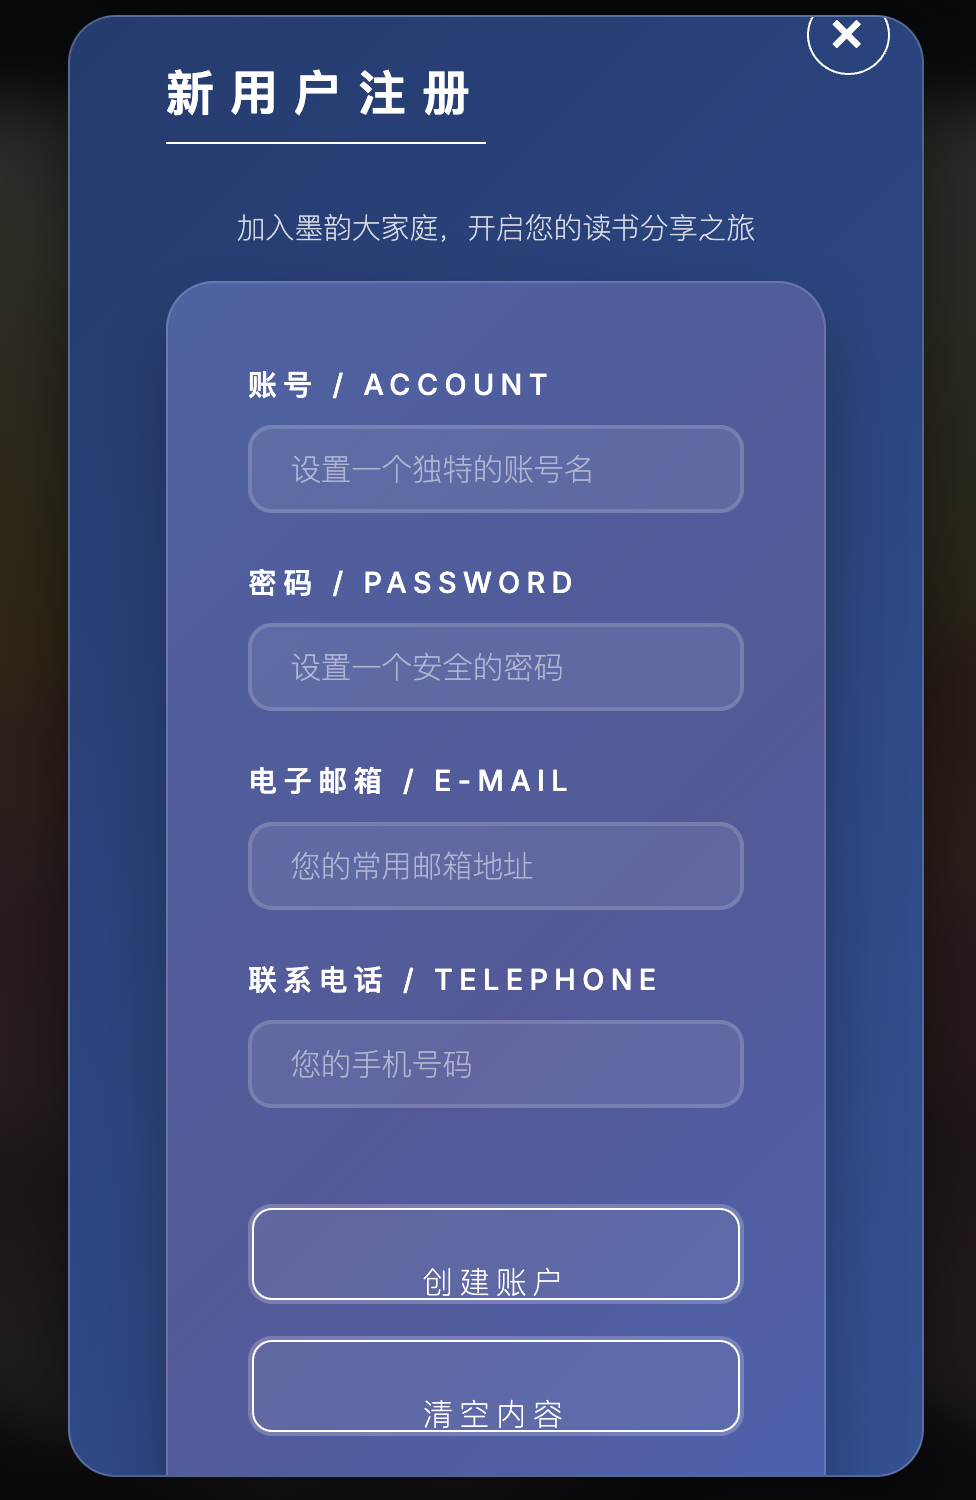 新用户注册
加入墨韵大家庭，开启您的读书分享之旅
账号 / ACCOUNT
设置一个独特的账号名
密码 / PASSWORD
设置一个安全的密码
电子邮箱 / E-MAIL
您的常用邮箱地址
联系电话 / TELEPHONE
您的手机号码
创建账户
清空内容